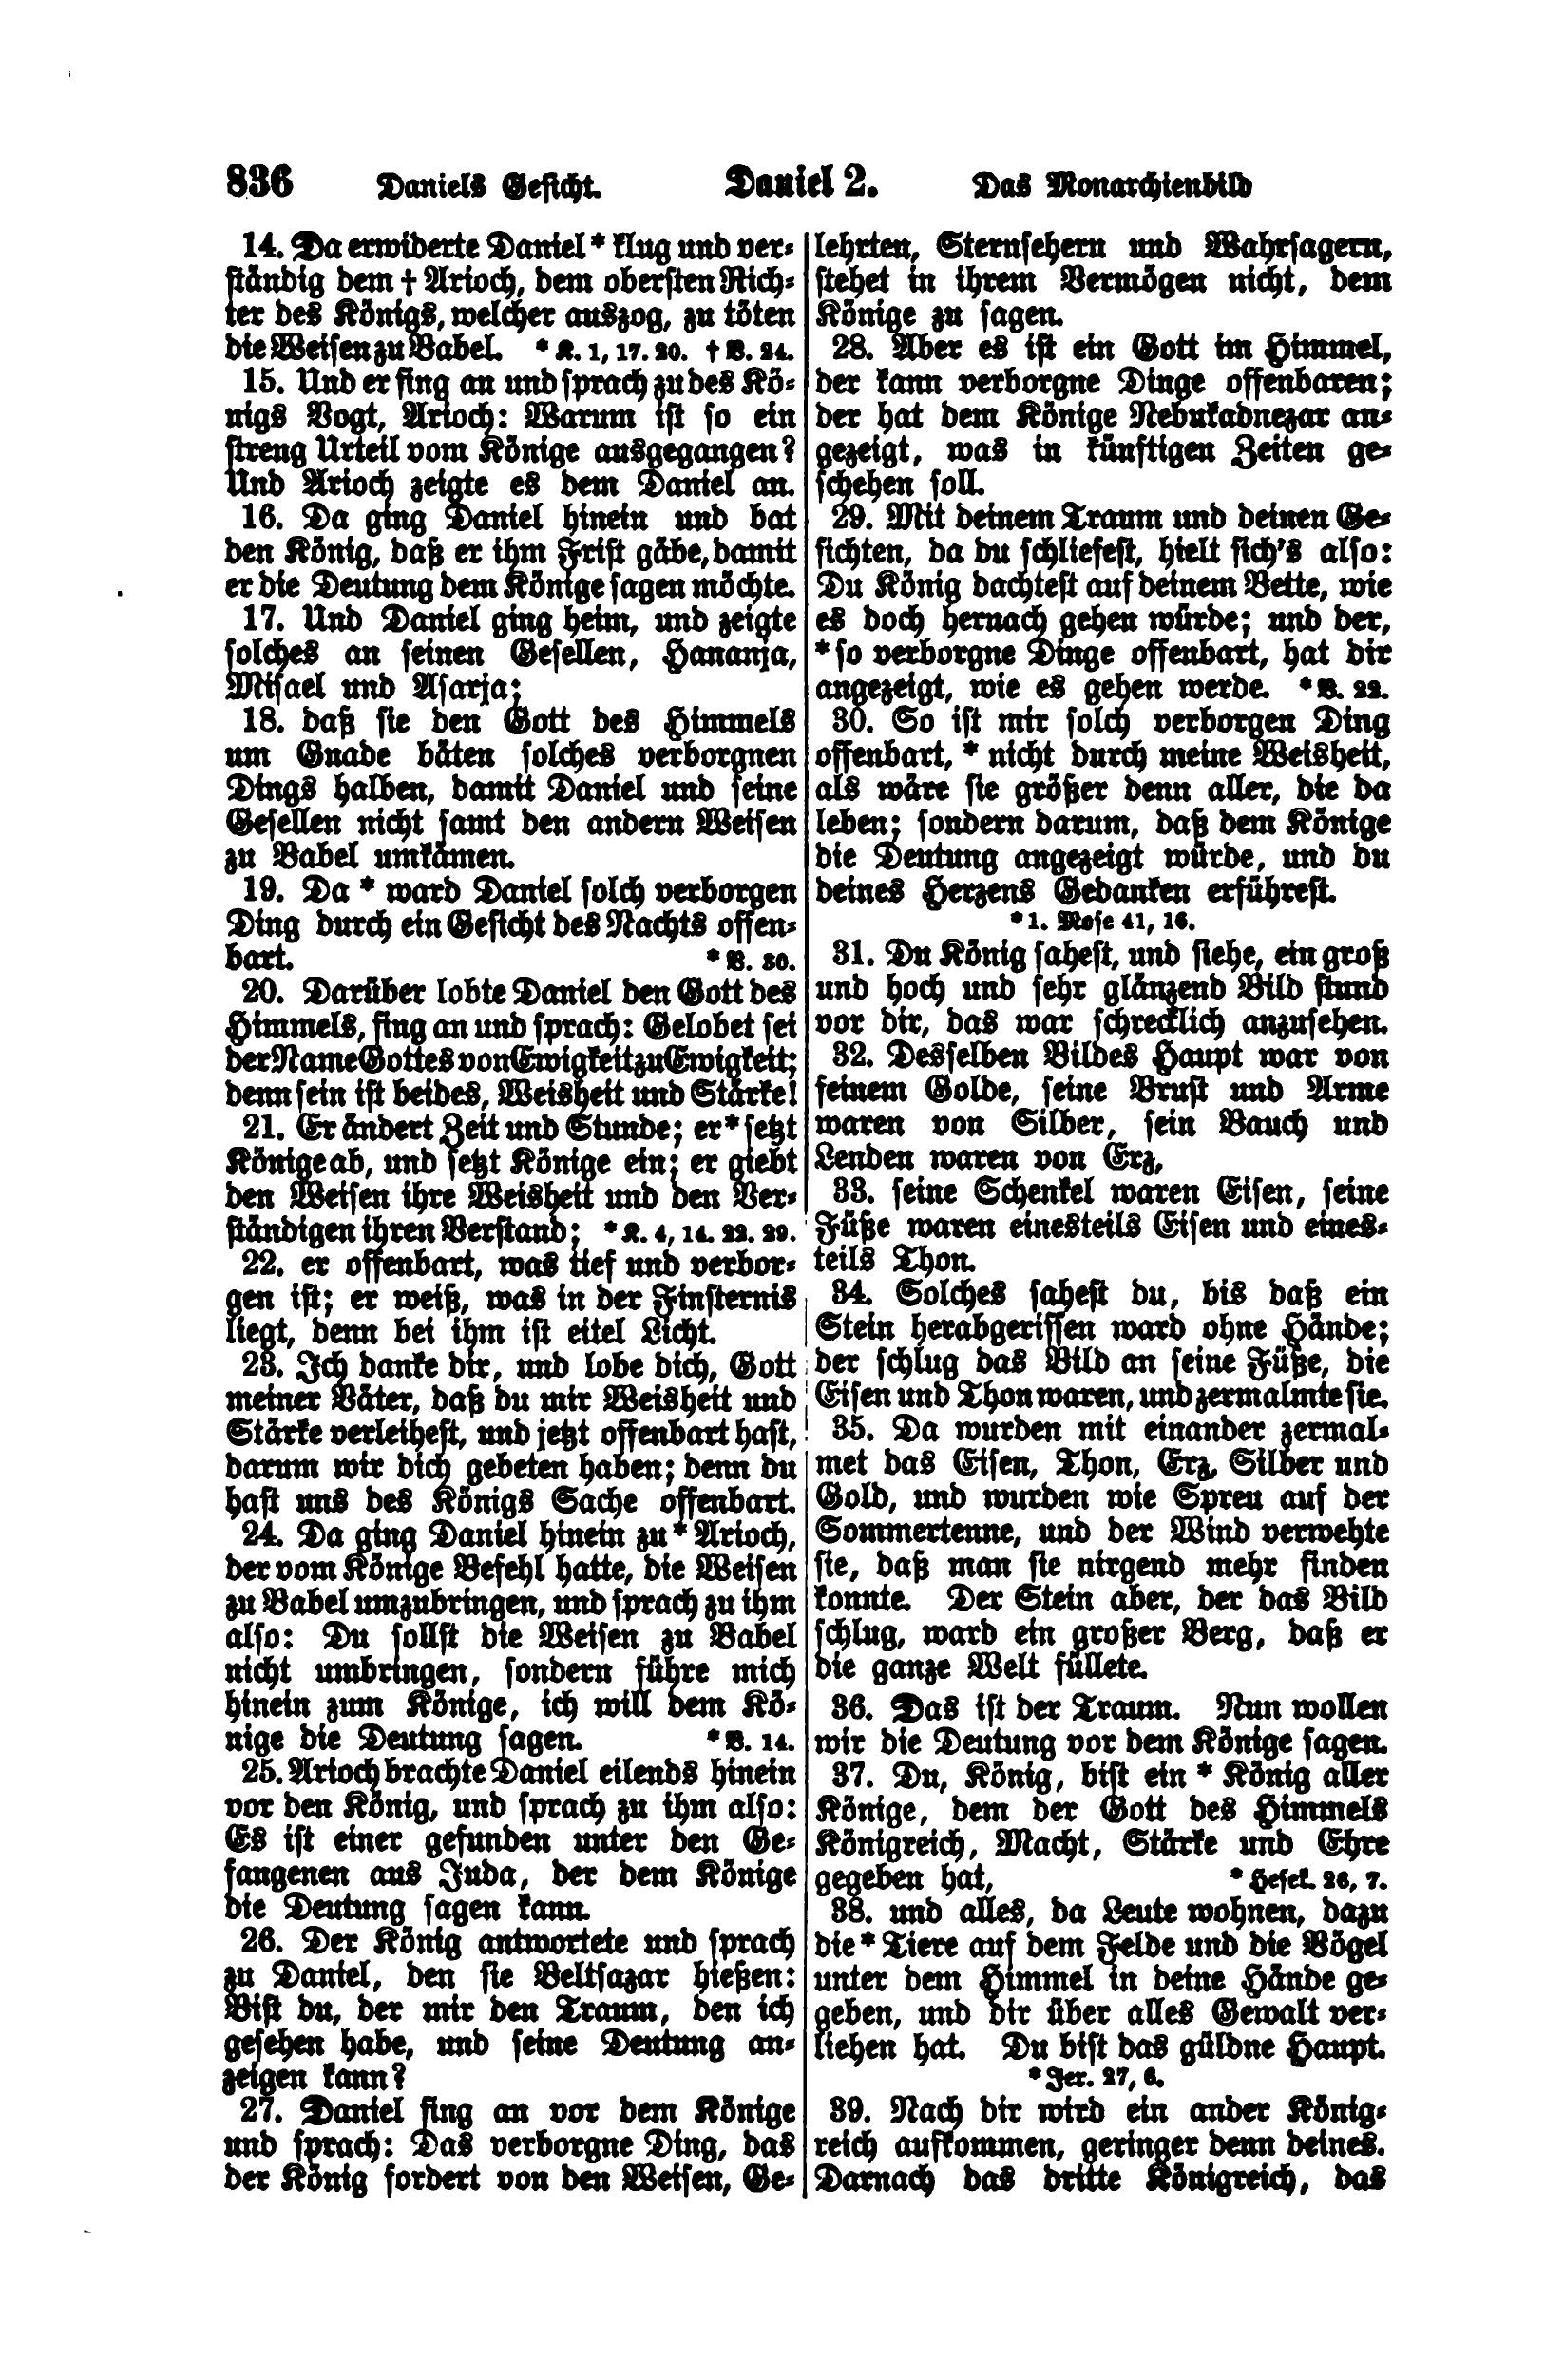 836 Daniels Gesicht. Daniel 2. Das Monarchienbild
14. Da erwiderte Daniel * klug und ver-
ständig dem † Arioch, dem obersten Rich-
ter des Königs, welcher auszog, zu töten
die Weisen zu Babel. * K. 1, 17. 20. † V. 24.
15. Und er fing an und sprach zu des Kö-
nigs Vogt, Arioch: Warum ist so ein
streng Urteil vom Könige ausgegangen?
Und Arioch zeigte es dem Daniel an.
16. Da ging Daniel hinein und bat
den König, daß er ihm Frist gäbe, damit
er die Deutung dem Könige sagen möchte.
17. Und Daniel ging heim, und zeigte
solches an seinen Gesellen, Hananja,
Misael und Asarja;
18. daß sie den Gott des Himmels
um Gnade bäten solches verborgnen
Dings halben, damit Daniel und seine
Gesellen nicht samt den andern Weisen
zu Babel umkämen.
19. Da * ward Daniel solch verborgen
Ding durch ein Gesicht des Nachts offen-
bart. * V. 30.
20. Darüber lobte Daniel den Gott des
Himmels, fing an und sprach: Gelobet sei
der Name Gottes von Ewigkeit zu Ewigkeit;
denn sein ist beides, Weisheit und Stärke!
21. Er ändert Zeit und Stunde; er * setzt
Könige ab, und setzt Könige ein; er giebt
den Weisen ihre Weisheit und den Ver-
ständigen ihren Verstand; * K. 4, 14. 22. 29.
22. er offenbart, was tief und verbor-
gen ist; er weiß, was in der Finsternis
liegt, denn bei ihm ist eitel Licht.
23. Ich danke dir, und lobe dich, Gott
meiner Väter, daß du mir Weisheit und
Stärke verleihest, und jetzt offenbart hast,
darum wir dich gebeten haben; denn du
hast uns des Königs Sache offenbart.
24. Da ging Daniel hinein zu * Arioch,
der vom Könige Befehl hatte, die Weisen
zu Babel umzubringen, und sprach zu ihm
also: Du sollst die Weisen zu Babel
nicht umbringen, sondern führe mich
hinein zum Könige, ich will dem Kö-
nige die Deutung sagen. * V. 14.
25. Arioch brachte Daniel eilends hinein
vor den König, und sprach zu ihm also:
Es ist einer gefunden unter den Ge-
fangenen aus Juda, der dem Könige
die Deutung sagen kann.
26. Der König antwortete und sprach
zu Daniel, den sie Beltsazar hießen:
Bist du, der mir den Traum, den ich
gesehen habe, und seine Deutung an-
zeigen kann?
27. Daniel fing an vor dem Könige
und sprach: Das verborgne Ding, das
der König fordert von den Weisen, Ge-
lehrten, Sternsehern und Wahrsagern,
stehet in ihrem Vermögen nicht, dem
Könige zu sagen.
28. Aber es ist ein Gott im Himmel,
der kann verborgne Dinge offenbaren;
der hat dem Könige Nebukadnezar an-
gezeigt, was in künftigen Zeiten ge-
schehen soll.
29. Mit deinem Traum und deinen Ge-
sichten, da du schliefest, hielt sich's also:
Du König dachtest auf deinem Bette, wie
es doch hernach gehen würde; und der,
* so verborgne Dinge offenbart, hat dir
angezeigt, wie es gehen werde. * V. 22.
30. So ist mir solch verborgen Ding
offenbart, * nicht durch meine Weisheit,
als wäre sie größer denn aller, die da
leben; sondern darum, daß dem Könige
die Deutung angezeigt würde, und du
deines Herzens Gedanken erführest.
* 1. Mose 41, 16.
31. Du König sahest, und siehe, ein groß
und hoch und sehr glänzend Bild stund
vor dir, das war schrecklich anzusehen.
32. Desselben Bildes Haupt war von
feinem Golde, seine Brust und Arme
waren von Silber, sein Bauch und
Lenden waren von Erz,
33. seine Schenkel waren Eisen, seine
Füße waren einesteils Eisen und eines-
teils Thon.
34. Solches sahest du, bis daß ein
Stein herabgerissen ward ohne Hände;
der schlug das Bild an seine Füße, die
Eisen und Thon waren, und zermalmte sie.
35. Da wurden mit einander zermal-
met das Eisen, Thon, Erz, Silber und
Gold, und wurden wie Spreu auf der
Sommertenne, und der Wind verwehte
sie, daß man sie nirgend mehr finden
konnte. Der Stein aber, der das Bild
schlug, ward ein großer Berg, daß er
die ganze Welt füllete.
36. Das ist der Traum. Nun wollen
wir die Deutung vor dem Könige sagen.
37. Du, König, bist ein * König aller
Könige, dem der Gott des Himmels
Königreich, Macht, Stärke und Ehre
gegeben hat, * Hesek. 26, 7.
38. und alles, da Leute wohnen, dazu
die * Tiere auf dem Felde und die Vögel
unter dem Himmel in deine Hände ge-
geben, und dir über alles Gewalt ver-
liehen hat. Du bist das güldne Haupt.
* Jer. 27, 6.
39. Nach dir wird ein ander König-
reich aufkommen, geringer denn deines.
Darnach das dritte Königreich, das